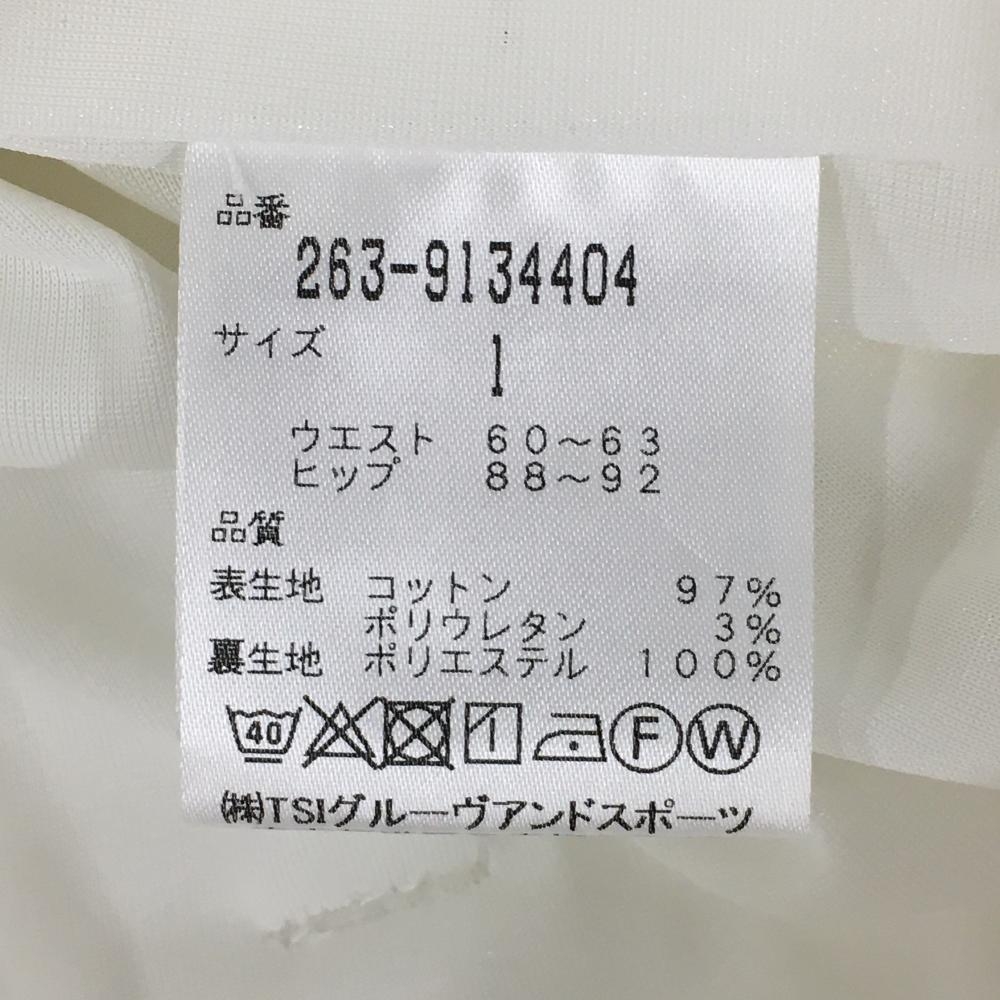 品番
263-9134404
サイズ
1
ウエスト 60～63
ヒップ 88～92
品質
表生地 コットン 97%
ポリウレタン 3%
裏生地 ポリエステル 100%
40 F W
㈱TSIグルーヴアンドスポーツ